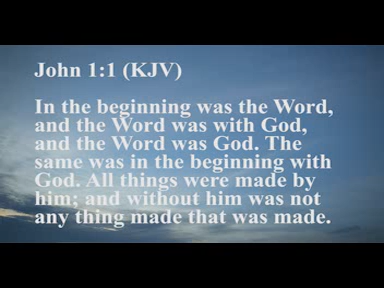 John 1:1 (KJV)
In the beginning was the Word,
and the Word was with God,
and the Word was God. The
same was in the beginning with
God. All things were made by
him; and without him was not
any thing made that was made.